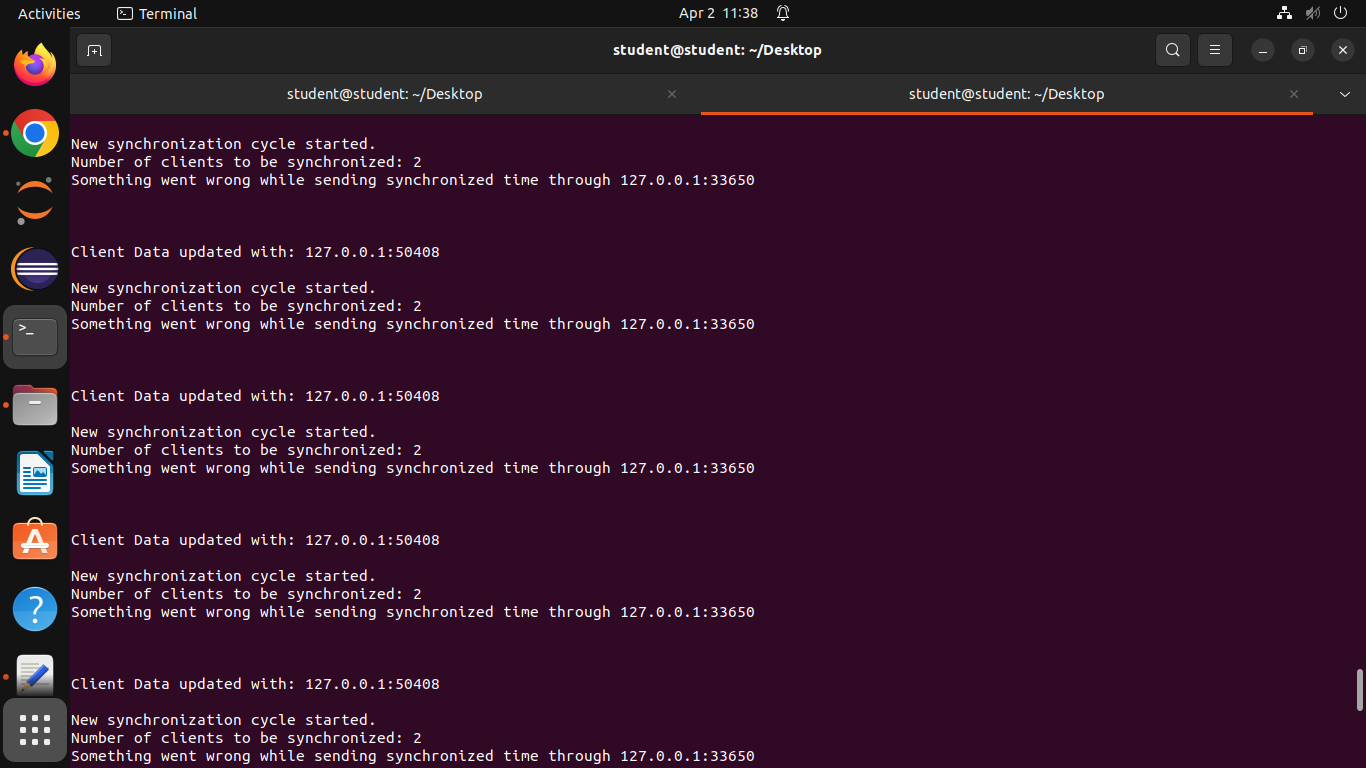 Activities
Terminal
Apr 2 11:38
student@student: ~/Desktop
student@student: ~/Desktop
student@student: ~/Desktop
New synchronization cycle started.
Number of clients to be synchronized: 2
Something went wrong while sending synchronized time through 127.0.0.1:33650
Client Data updated with: 127.0.0.1:50408
New synchronization cycle started.
Number of clients to be synchronized: 2
Something went wrong while sending synchronized time through 127.0.0.1:33650
Client Data updated with: 127.0.0.1:50408
New synchronization cycle started.
Number of clients to be synchronized: 2
Something went wrong while sending synchronized time through 127.0.0.1:33650
Client Data updated with: 127.0.0.1:50408
New synchronization cycle started.
Number of clients to be synchronized: 2
Something went wrong while sending synchronized time through 127.0.0.1:33650
Client Data updated with: 127.0.0.1:50408
New synchronization cycle started.
Number of clients to be synchronized: 2
Something went wrong while sending synchronized time through 127.0.0.1:33650